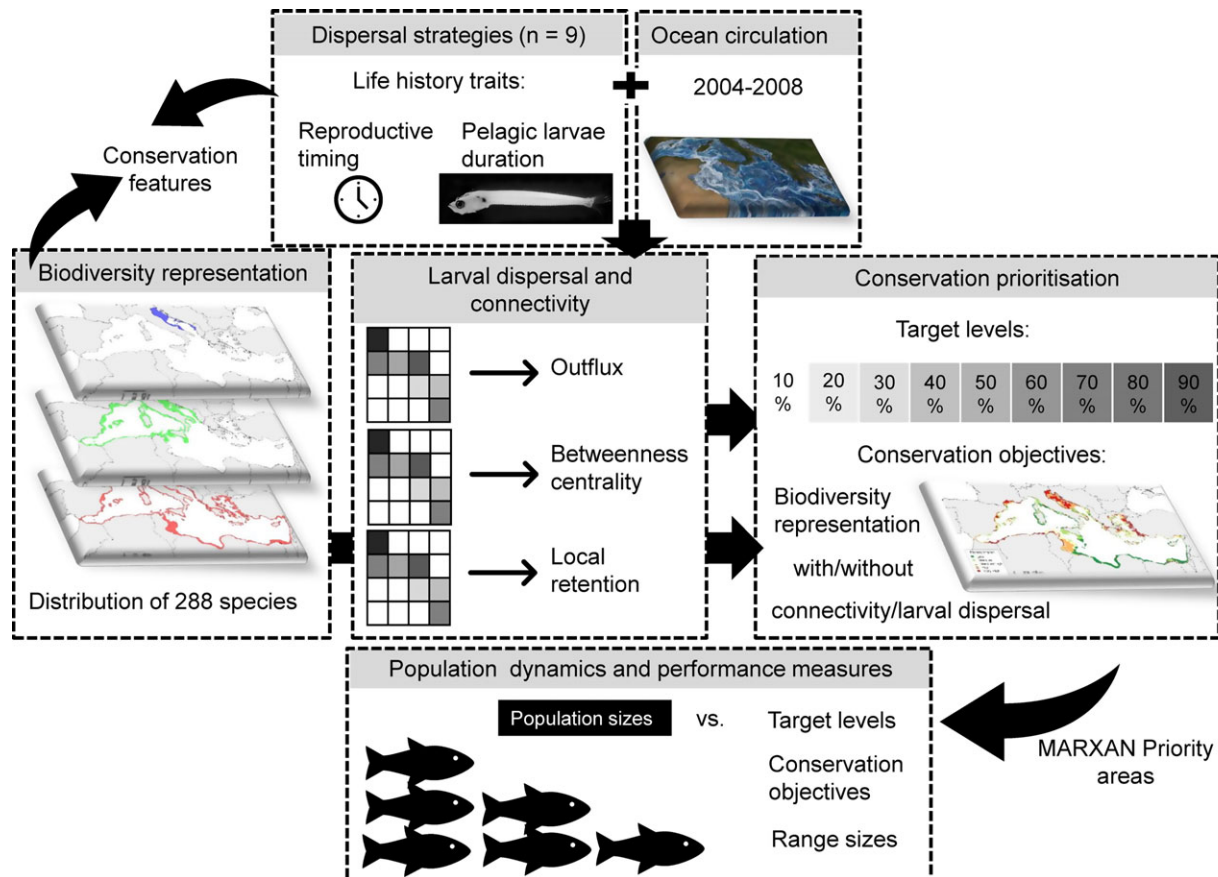 Dispersal strategies (n = 9)
Ocean circulation
Life history traits:
2004-2008
Reproductive
timing
Pelagic larvae
duration
Conservation
features
Biodiversity representation
Distribution of 288 species
Larval dispersal and
connectivity
Outflux
Betweenness
centrality
Local
retention
Conservation prioritisation
Target levels:
10 20 30 40 50 60 70 80 90
% % % % % % % % %
Conservation objectives:
Biodiversity
representation
with/without
connectivity/larval dispersal
Population dynamics and performance measures
Population sizes vs. Target levels
Conservation
objectives
Range sizes
MARXAN Priority
areas